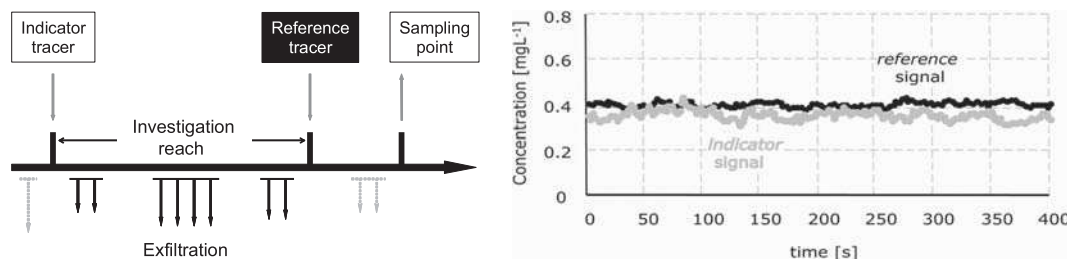 Indicator
tracer
Reference
tracer
Sampling
point
Investigation
reach
Exfiltration
Concentration [mgL-1]
0.8
0.6
0.4
0.2
0
reference
signal
Indicator
signal
0
50
100
150
200
250
300
350
400
time [s]